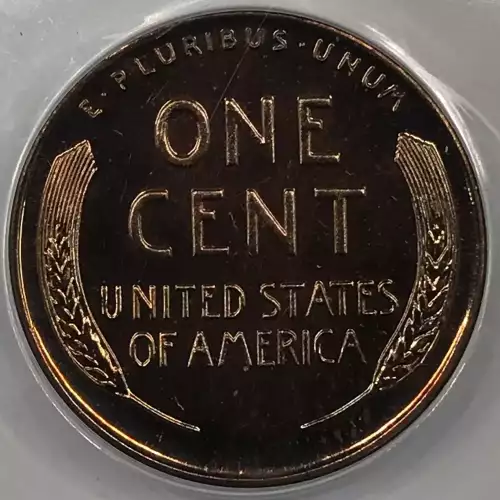 E·PLURIBUS·UNUM
ONE
CENT
UNITED STATES
OF AMERICA